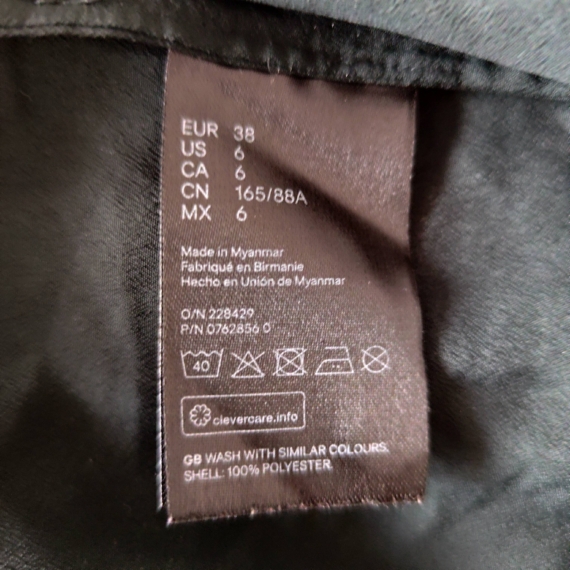 EUR 38
US 6
CA 6
CN 165/88A
MX 6
Made in Myanmar
Fabriqué en Birmanie
Hecho en Unión de Myanmar
O/N 228429
P/N 0762856 0
40
clevercare.info
GB WASH WITH SIMILAR COLOURS.
SHELL: 100% POLYESTER